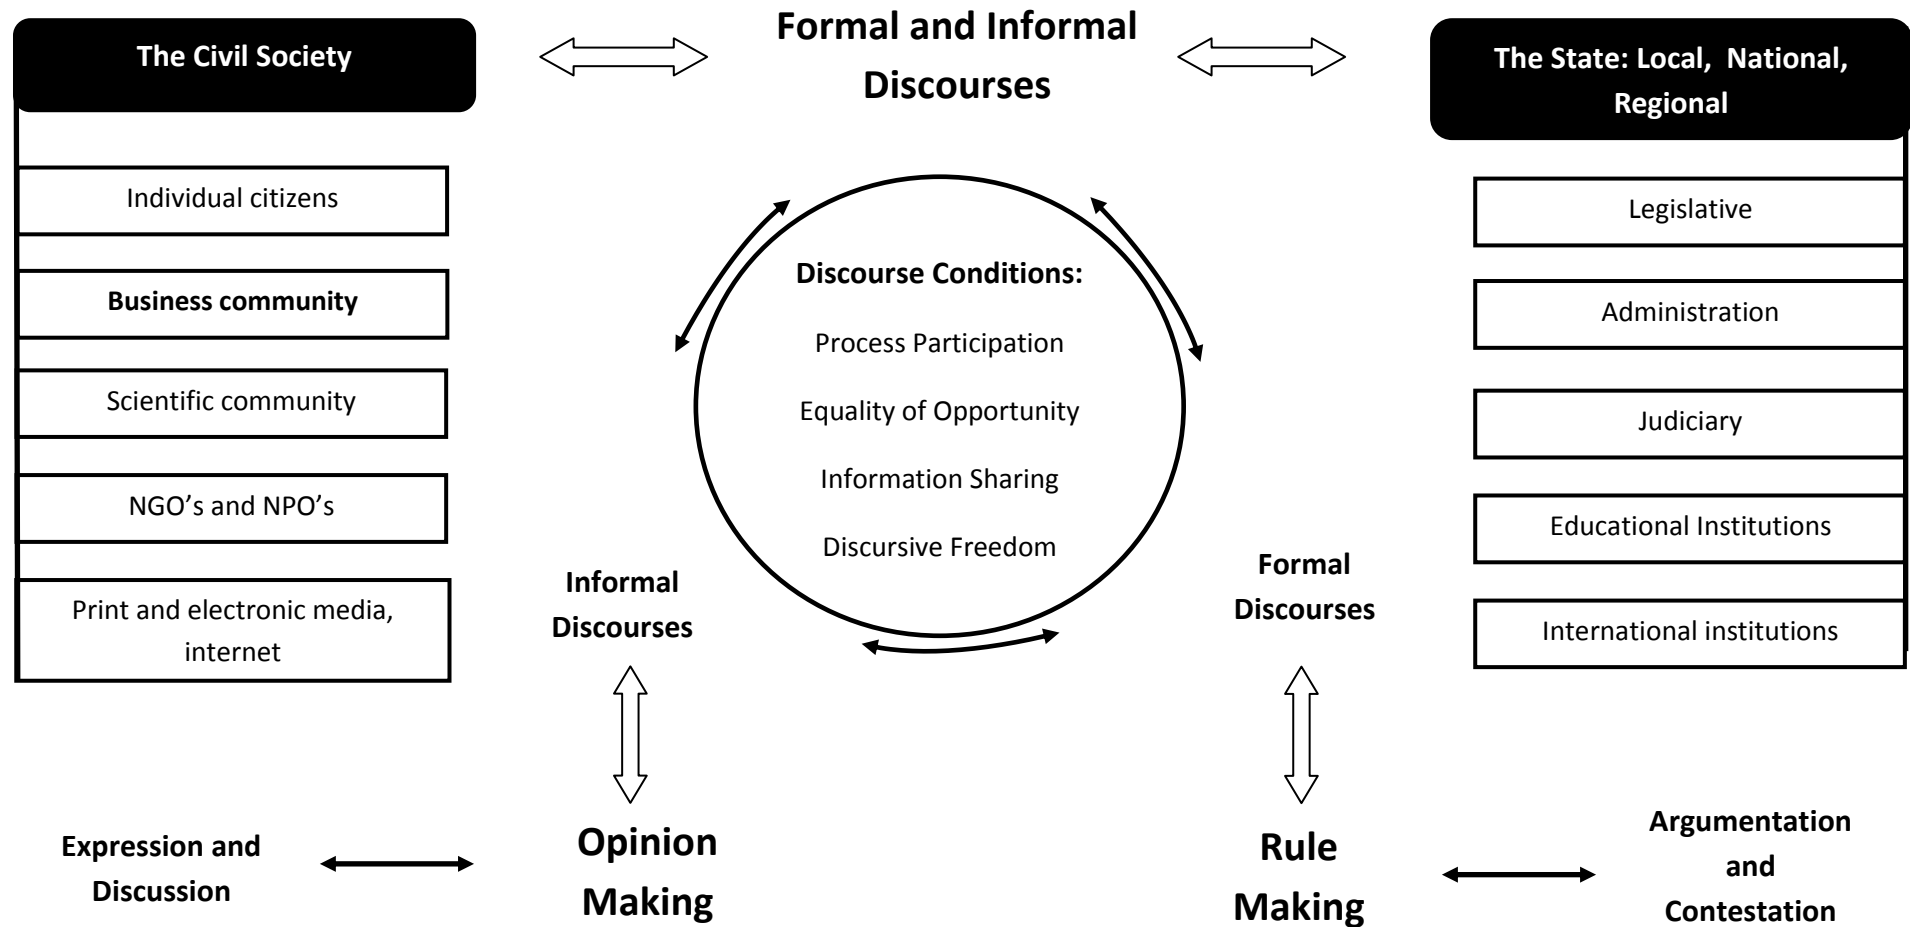 The Civil Society
Formal and Informal
Discourses
The State: Local, National,
Regional
Individual citizens
Business community
Scientific community
NGO’s and NPO’s
Print and electronic media,
internet
Discourse Conditions:
Process Participation
Equality of Opportunity
Information Sharing
Discursive Freedom
Legislative
Administration
Judiciary
Educational Institutions
International institutions
Informal
Discourses
Formal
Discourses
Expression and
Discussion
Opinion
Making
Rule
Making
Argumentation
and
Contestation